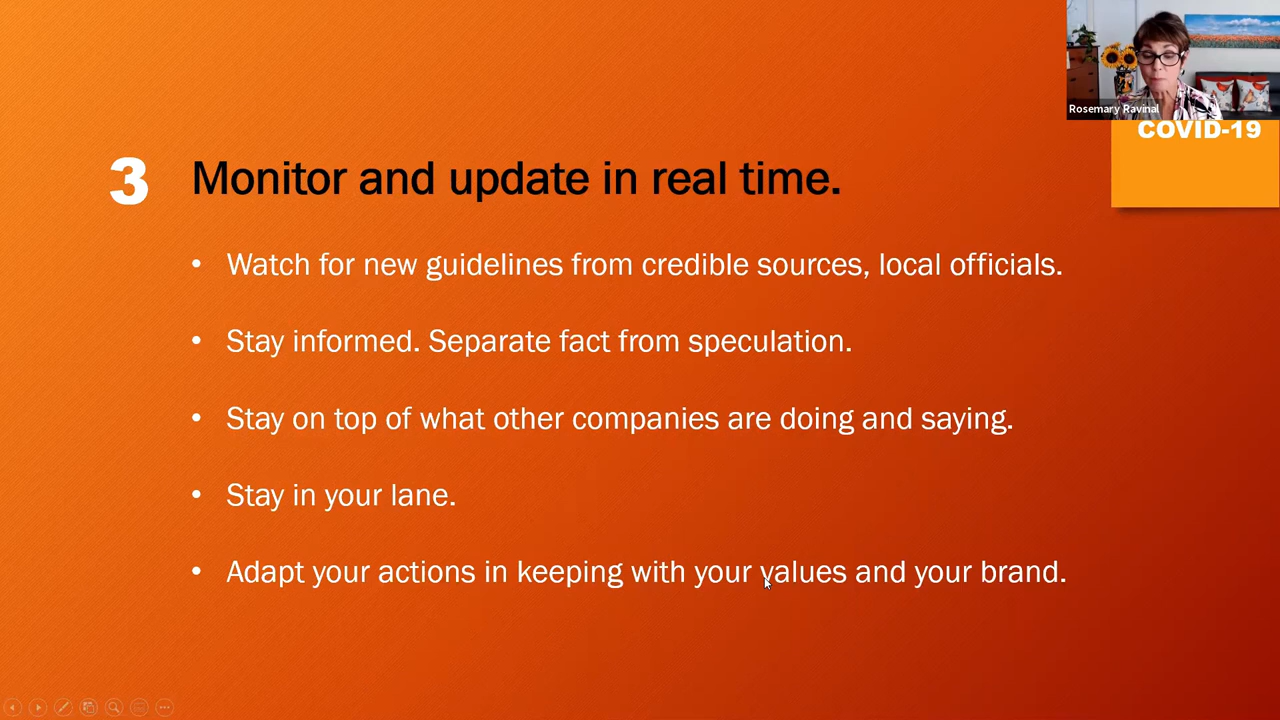 Rosemary Ravinal
COVID-19
3 Monitor and update in real time.
• Watch for new guidelines from credible sources, local officials.
• Stay informed. Separate fact from speculation.
• Stay on top of what other companies are doing and saying.
• Stay in your lane.
• Adapt your actions in keeping with your values and your brand.